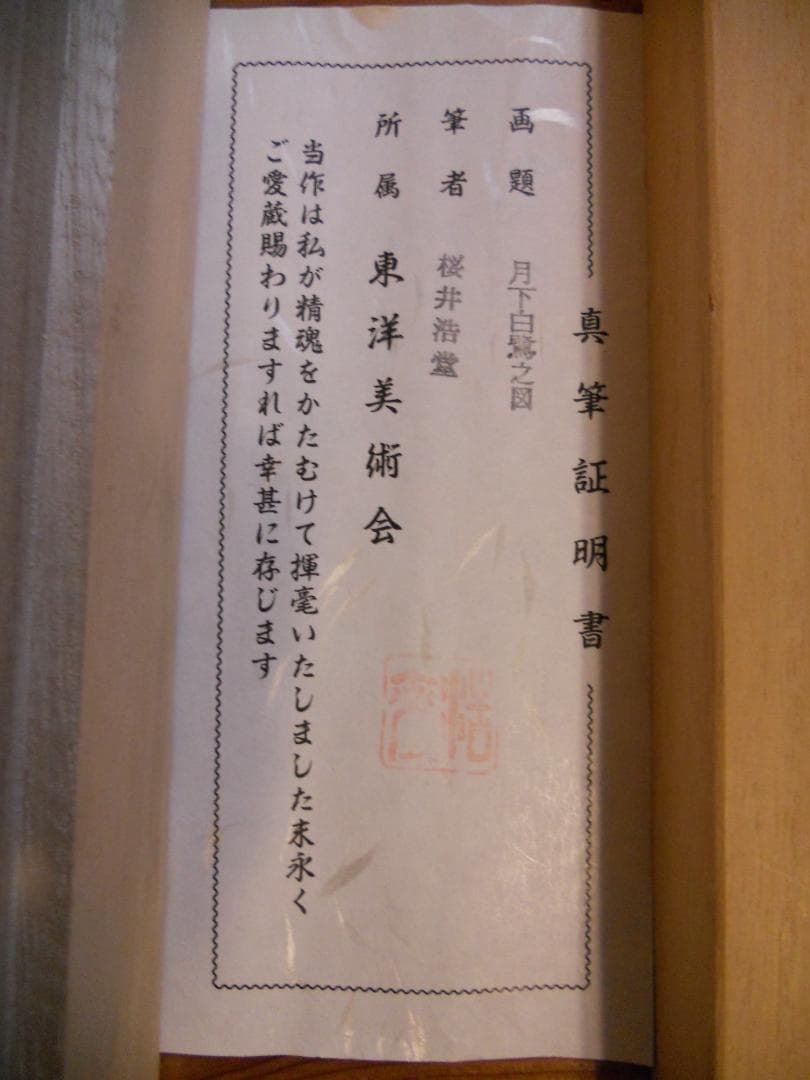 真筆証明書
画題 月下白鷺之図
筆者 桜井浩堂
所属 東洋美術会
当作は私が精魂をかたむけて揮毫いたしました末永く
ご愛蔵賜わりますれば幸甚に存じます